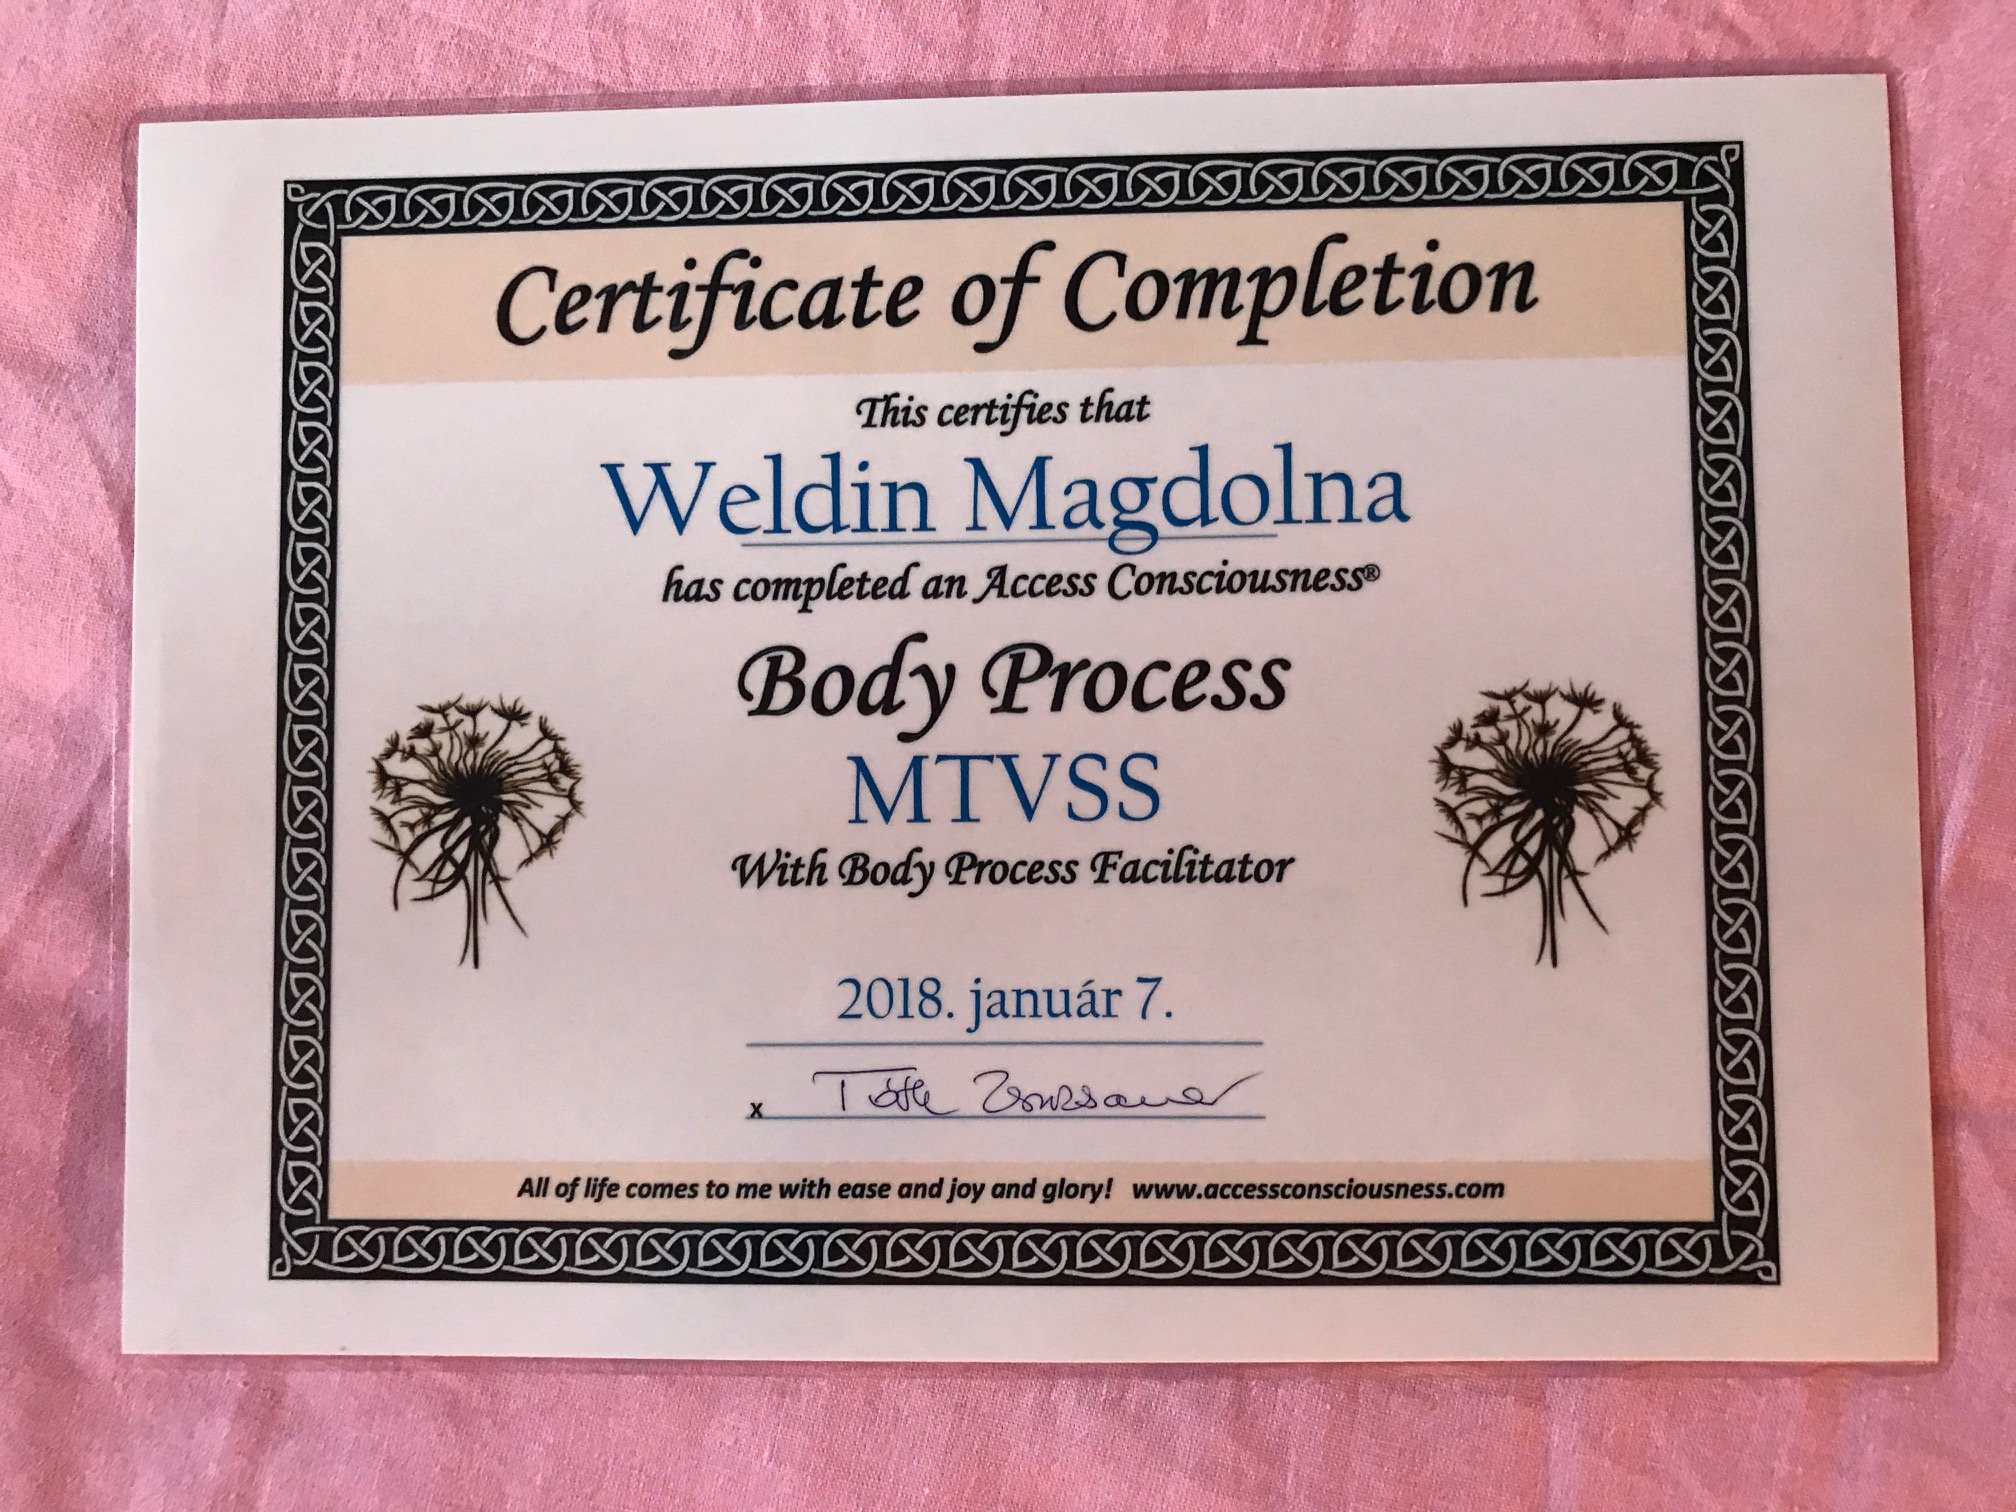 Certificate of Completion
This certifies that
Weldin Magdolna
has completed an Access Consciousness®
Body Process
MTVSS
With Body Process Facilitator
2018. január 7.
x Tóth
All of life comes to me with ease and joy and glory! www.accessconsciousness.com